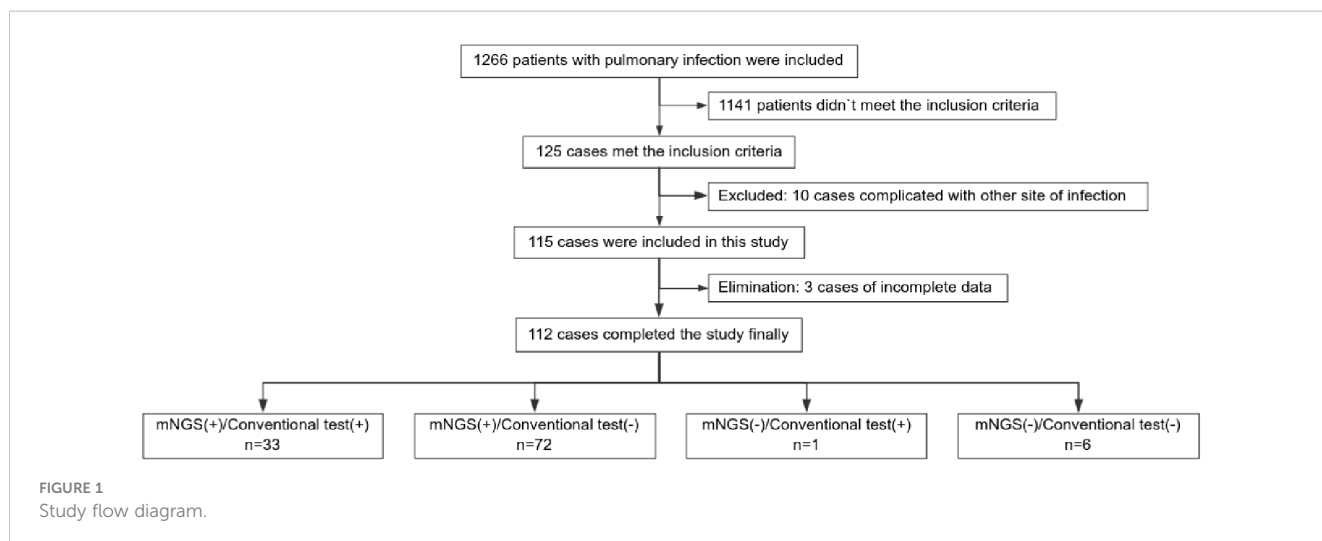 1266 patients with pulmonary infection were included
1141 patients didn`t meet the inclusion criteria
125 cases met the inclusion criteria
Excluded: 10 cases complicated with other site of infection
115 cases were included in this study
Elimination: 3 cases of incomplete data
112 cases completed the study finally
mNGS(+)/Conventional test(+)
n=33
mNGS(+)/Conventional test(-)
n=72
mNGS(-)/Conventional test(+)
n=1
mNGS(-)/Conventional test(-)
n=6
FIGURE 1
Study flow diagram.